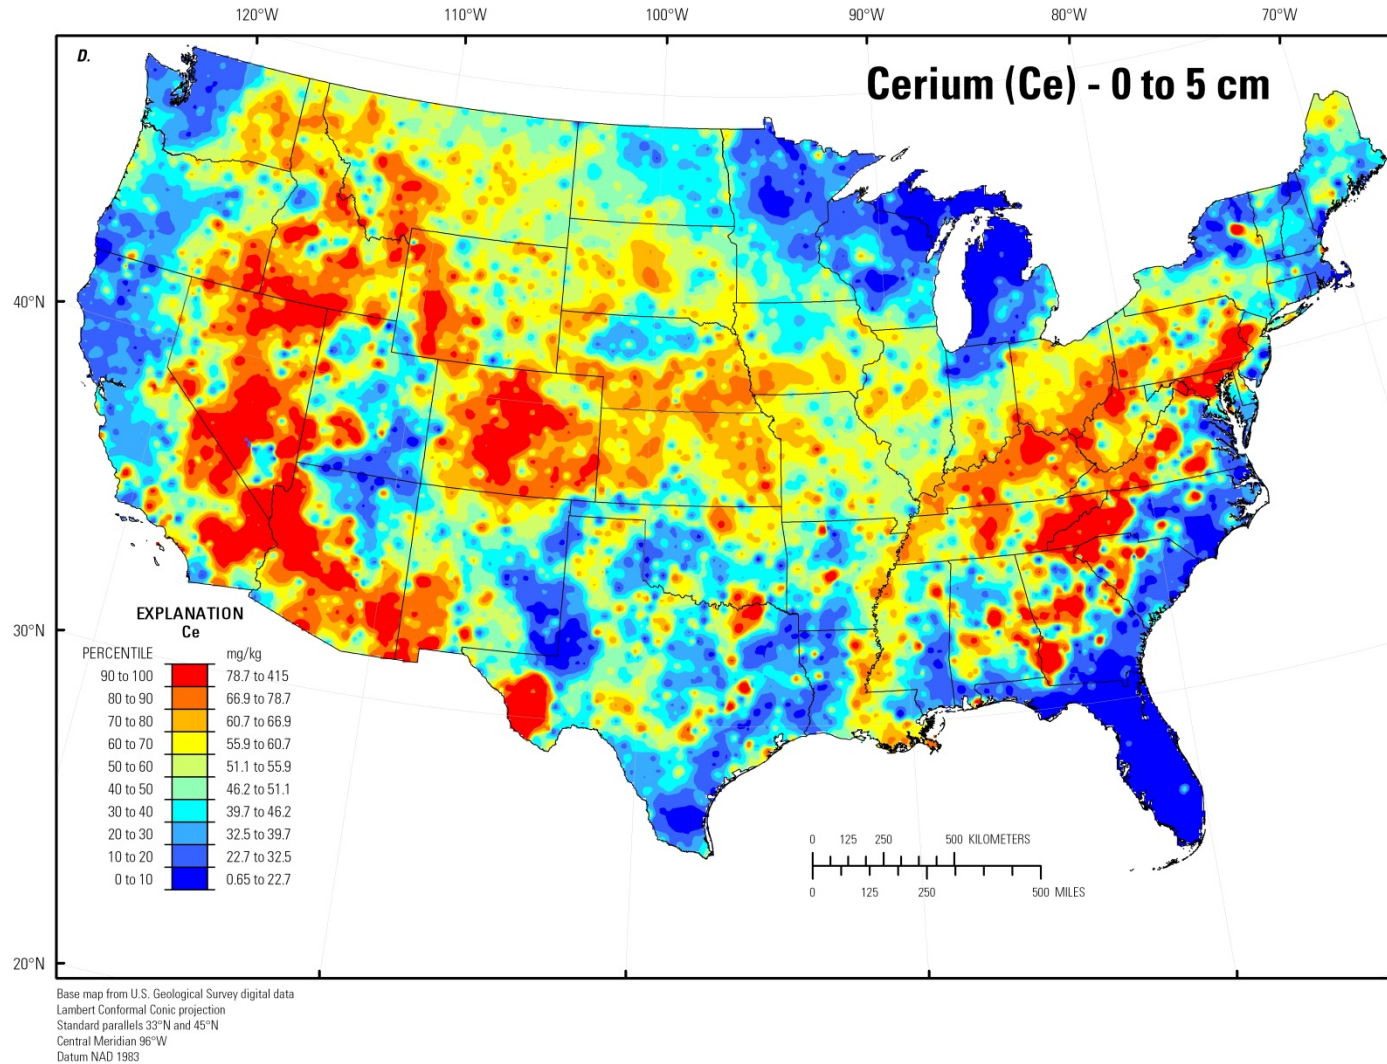 120°W 110°W 100°W 90°W 80°W 70°W
D.
Cerium (Ce) - 0 to 5 cm
40°N
30°N
20°N
EXPLANATION
Ce
PERCENTILE mg/kg
90 to 100 78.7 to 415
80 to 90 66.9 to 78.7
70 to 80 60.7 to 66.9
60 to 70 55.9 to 60.7
50 to 60 51.1 to 55.9
40 to 50 46.2 to 51.1
30 to 40 39.7 to 46.2
20 to 30 32.5 to 39.7
10 to 20 22.7 to 32.5
0 to 10 0.65 to 22.7
0 125 250 500 KILOMETERS
0 125 250 500 MILES
Base map from U.S. Geological Survey digital data
Lambert Conformal Conic projection
Standard parallels 33°N and 45°N
Central Meridian 96°W
Datum NAD 1983